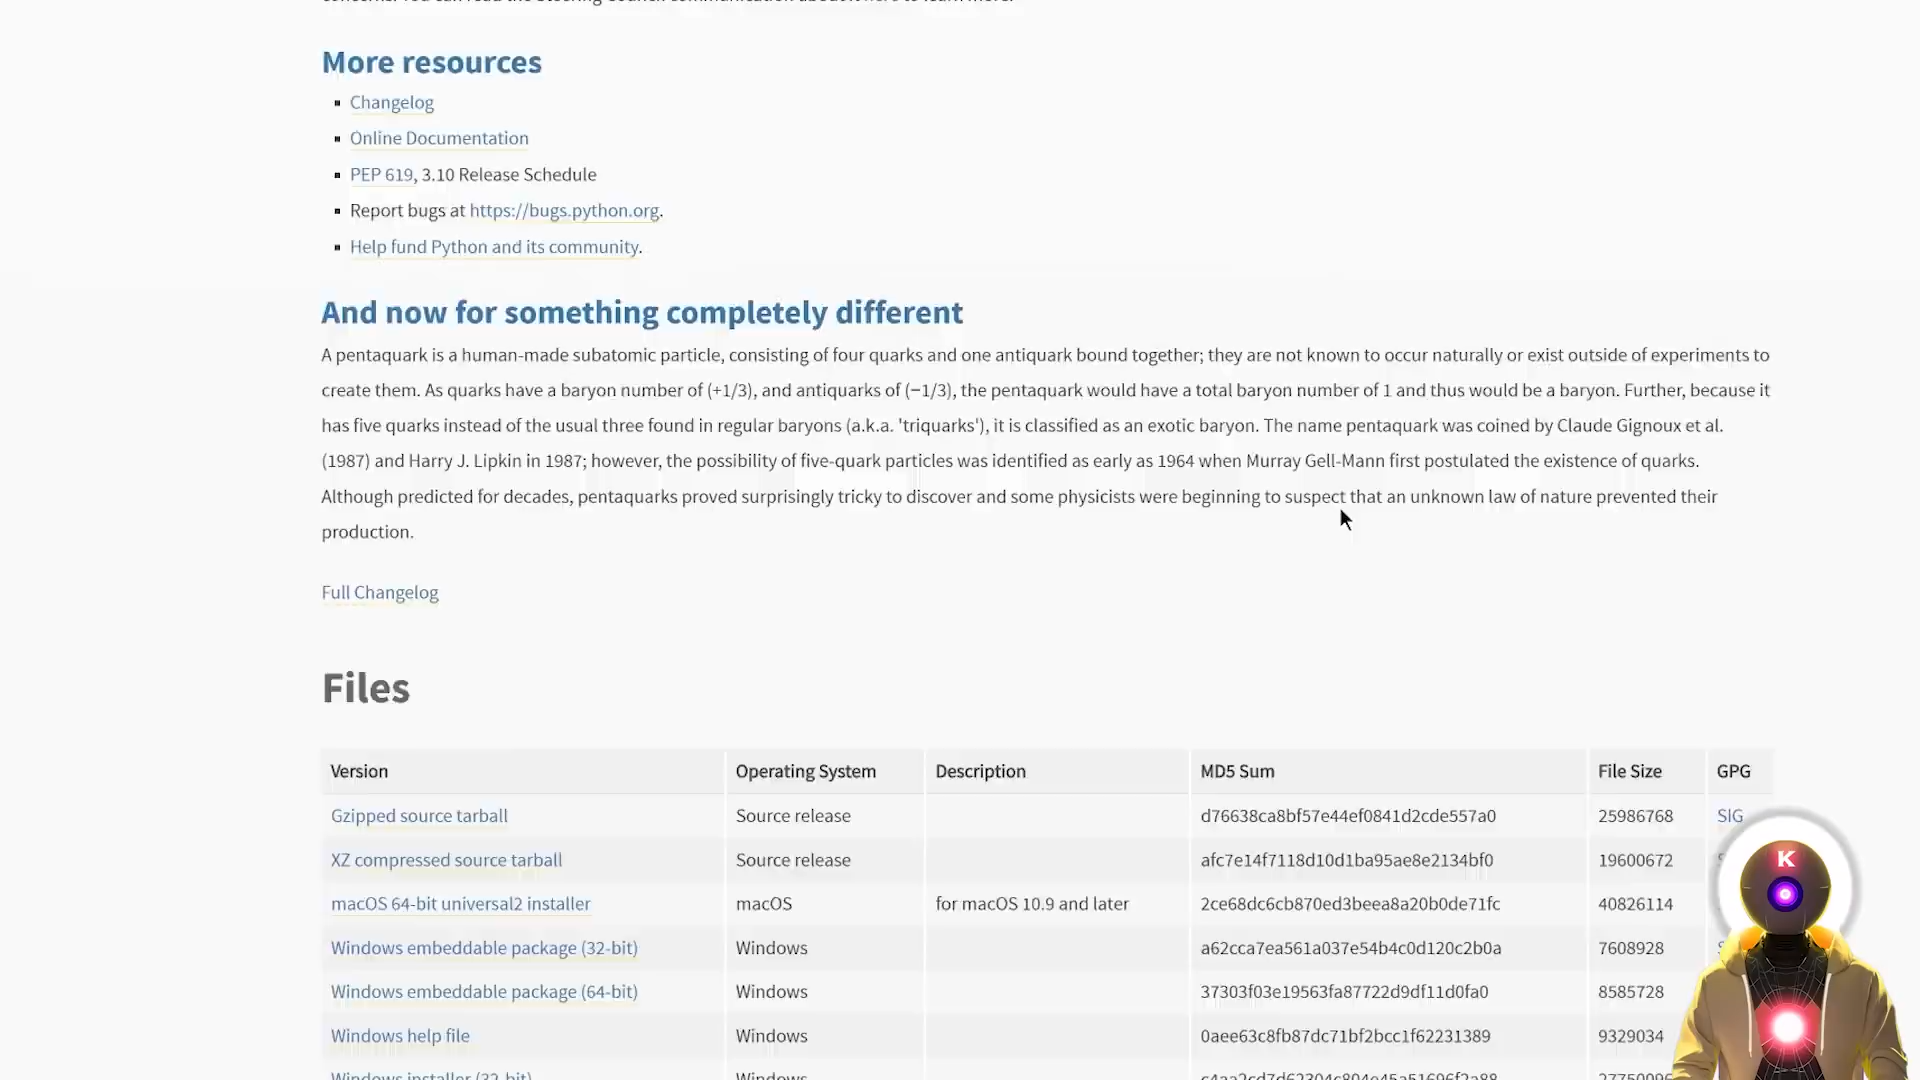 More resources
Changelog
Online Documentation
PEP 619, 3.10 Release Schedule
Report bugs at https://bugs.python.org.
Help fund Python and its community.
And now for something completely different
A pentaquark is a human-made subatomic particle, consisting of four quarks and one antiquark bound together; they are not known to occur naturally or exist outside of experiments to
create them. As quarks have a baryon number of (+1/3), and antiquarks of (−1/3), the pentaquark would have a total baryon number of 1 and thus would be a baryon. Further, because it
has five quarks instead of the usual three found in regular baryons (a.k.a. 'triquarks'), it is classified as an exotic baryon. The name pentaquark was coined by Claude Gignoux et al.
(1987) and Harry J. Lipkin in 1987; however, the possibility of five-quark particles was identified as early as 1964 when Murray Gell-Mann first postulated the existence of quarks.
Although predicted for decades, pentaquarks proved surprisingly tricky to discover and some physicists were beginning to suspect that an unknown law of nature prevented their
production.
Full Changelog
Files
Version Operating System Description MD5 Sum File Size GPG
Gzipped source tarball Source release d76638ca8bf57e44ef0841d2cde557a0 25986768 SIG
XZ compressed source tarball Source release afc7e14f7118d10d1ba95ae8e2134bf0 19600672
macOS 64-bit universal2 installer macOS for macOS 10.9 and later 2ce68dc6cb870ed3beea8a20b0de71fc 40826114
Windows embeddable package (32-bit) Windows a62cca7ea561a037e54b4c0d120c2b0a 7608928
Windows embeddable package (64-bit) Windows 37303f03e19563fa87722d9df11d0fa0 8585728
Windows help file Windows 0aee63c8fb87dc71bf2bcc1f62231389 9329034
Windows installer (32-bit) Windows
K